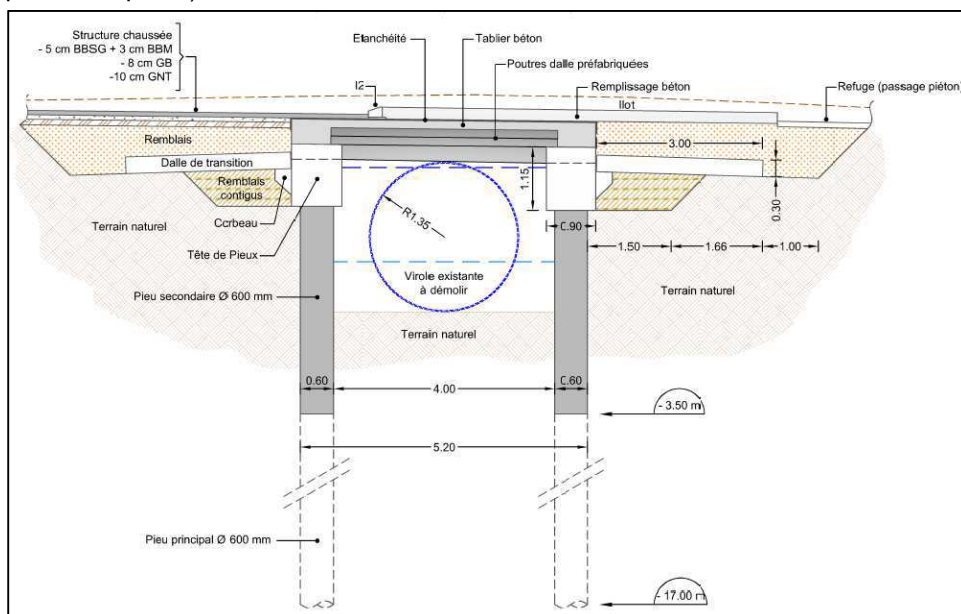 Structure chaussée
- 5 cm BBSG + 3 cm BBM
- 8 cm GB
-10 cm GNT
Etanchéité
Tablier béton
Poutres dalle préfabriquées
I2
Remplissage béton
Ilot
Refuge (passage piéton)
Remblais
Dalle de transition
3.00
1.15
0.30
Remblais
contigus
Ccrbeau
R1.35
C.90
1.50
1.66
1.00
Terrain naturel
Tête de Pieux
Virole existante
à démolir
Terrain naturel
Pieu secondaire Ø 600 mm
Terrain naturel
0.60
4.00
C.60
- 3.50 m
5.20
Pieu principal Ø 600 mm
- 17.00 m